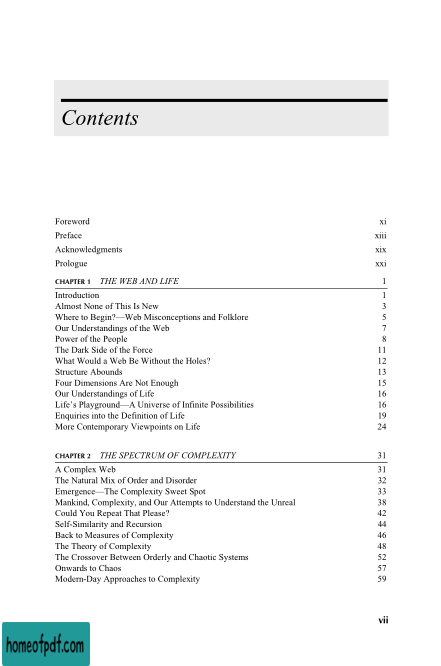 Contents
Foreword xi
Preface xiii
Acknowledgments xix
Prologue xxi
CHAPTER 1 THE WEB AND LIFE 1
Introduction 1
Almost None of This Is New 3
Where to Begin?—Web Misconceptions and Folklore 5
Our Understandings of the Web 7
Power of the People 8
The Dark Side of the Force 11
What Would a Web Be Without the Holes? 12
Structure Abounds 13
Four Dimensions Are Not Enough 15
Our Understandings of Life 16
Life's Playground—A Universe of Infinite Possibilities 16
Enquiries into the Definition of Life 19
More Contemporary Viewpoints on Life 24
CHAPTER 2 THE SPECTRUM OF COMPLEXITY 31
A Complex Web 31
The Natural Mix of Order and Disorder 32
Emergence—The Complexity Sweet Spot 33
Mankind, Complexity, and Our Attempts to Understand the Unreal 38
Could You Repeat That Please? 42
Self-Similarity and Recursion 44
Back to Measures of Complexity 46
The Theory of Complexity 48
The Crossover Between Orderly and Chaotic Systems 52
Onwards to Chaos 57
Modern-Day Approaches to Complexity 59
vii
homeofpdf.com